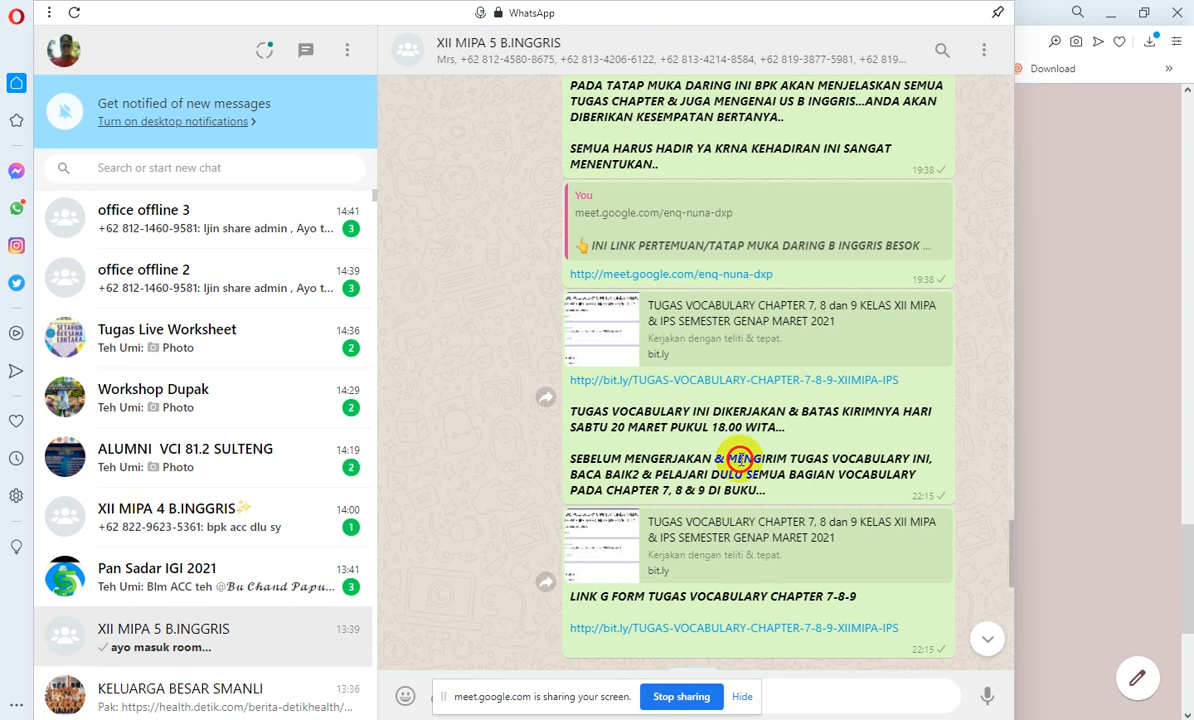 WhatsApp
Download
»
Get notified of new messages
Turn on desktop notifications >
Search or start new chat
office offline 3
14:41
+62 812-1460-9581: Ijin share admin , Ayo t...
3
office offline 2
14:39
+62 812-1460-9581: Ijin share admin , Ayo t...
3
Tugas Live Worksheet
14:36
Teh Umi: Photo
2
Workshop Dupak
14:29
Teh Umi: Photo
2
ALUMNI VCI 81.2 SULTENG
14:19
Teh Umi: Photo
2
XII MIPA 4 B.INGGRIS✨
14:00
+62 822-9623-5361: bpk acc dlu sy
1
Pan Sadar IGI 2021
13:41
Teh Umi: Blm ACC teh @Bu Chand Papu...
3
XII MIPA 5 B.INGGRIS
13:39
✓ ayo masuk room...
KELUARGA BESAR SMANLI
13:36
Pak: https://health.detik.com/berita-detikhealth/...
XII MIPA 5 B.INGGRIS
Mrs, +62 812-4580-8675, +62 813-4206-6122, +62 813-4214-8584, +62 819-3877-5981, +62 819...
PADA TATAP MUKA DARING INI BPK AKAN MENJELASKAN SEMUA
TUGAS CHAPTER & JUGA MENGENAI US B INGGRIS...ANDA AKAN
DIBERIKAN KESEMPATAN BERTANYA..
SEMUA HARUS HADIR YA KRNA KEHADIRAN INI SANGAT
MENENTUKAN..
19:38 ✓
You
meet.google.com/enq-nuna-dxp
👆INI LINK PERTEMUAN/TATAP MUKA DARING B INGGRIS BESOK ...
http://meet.google.com/enq-nuna-dxp
19:38 ✓
TUGAS VOCABULARY CHAPTER 7, 8 dan 9 KELAS XII MIPA
& IPS SEMESTER GENAP MARET 2021
Kerjakan dengan teliti & tepat.
bit.ly
http://bit.ly/TUGAS-VOCABULARY-CHAPTER-7-8-9-XIIMIPA-IPS
TUGAS VOCABULARY INI DIKERJAKAN & BATAS KIRIMNYA HARI
SABTU 20 MARET PUKUL 18.00 WITA...
SEBELUM MENGERJAKAN & MENGIRIM TUGAS VOCABULARY INI,
BACA BAIK2 & PELAJARI DULU SEMUA BAGIAN VOCABULARY
PADA CHAPTER 7, 8 & 9 DI BUKU...
22:15 ✓
TUGAS VOCABULARY CHAPTER 7, 8 dan 9 KELAS XII MIPA
& IPS SEMESTER GENAP MARET 2021
Kerjakan dengan teliti & tepat.
bit.ly
LINK G FORM TUGAS VOCABULARY CHAPTER 7-8-9
http://bit.ly/TUGAS-VOCABULARY-CHAPTER-7-8-9-XIIMIPA-IPS
22:15 ✓
meet.google.com is sharing your screen.
Stop sharing
Hide